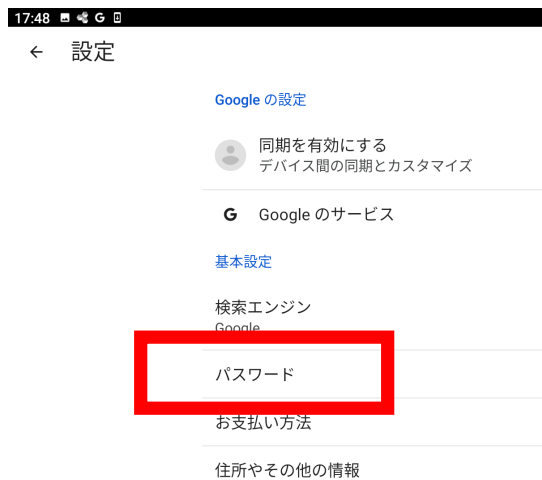 17:48 G
設定
Google の設定
同期を有効にする
デバイス間の同期とカスタマイズ
G Google のサービス
基本設定
検索エンジン
Google
パスワード
お支払い方法
住所やその他の情報